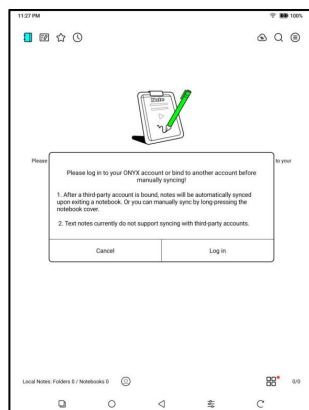 11:27 PM 100%
Note
Please to your
Please log in to your ONYX account or bind to another account before
manually syncing!
1. After a third-party account is bound, notes will be automatically synced
upon exiting a notebook. Or you can manually sync by long-pressing the
notebook cover.
2. Text notes currently do not support syncing with third-party accounts.
Cancel Log in
Local Notes: Folders 0 / Notebooks 0 0/0